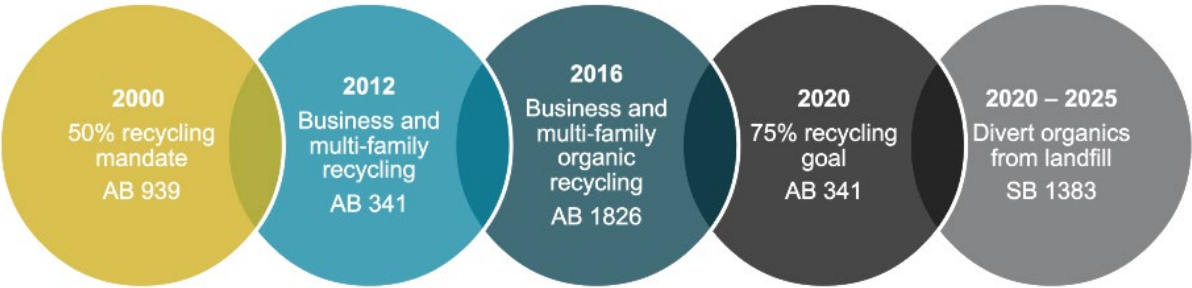 2000
50% recycling
mandate
AB 939
2012
Business and
multi-family
recycling
AB 341
2016
Business and
multi-family
organic
recycling
AB 1826
2020
75% recycling
goal
AB 341
2020 – 2025
Divert organics
from landfill
SB 1383